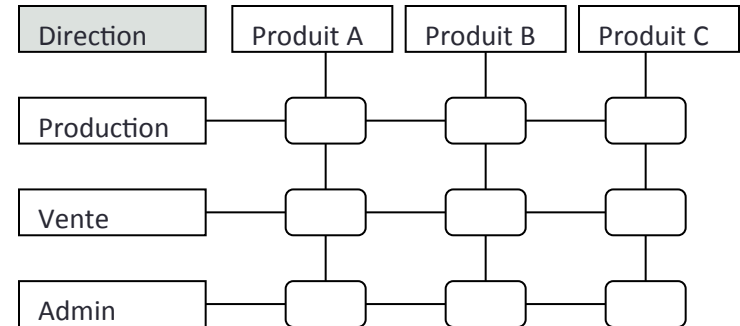 Direction Produit A Produit B Produit C
Production
Vente
Admin